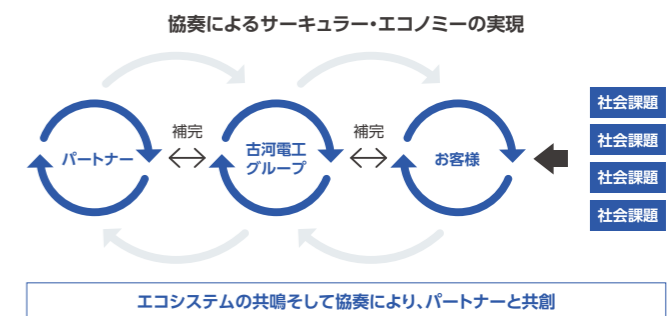 協奏によるサーキュラー・エコノミーの実現
パートナー
補完
古河電工
グループ
補完
お客様
社会課題
社会課題
社会課題
社会課題
エコシステムの共鳴そして協奏により、パートナーと共創